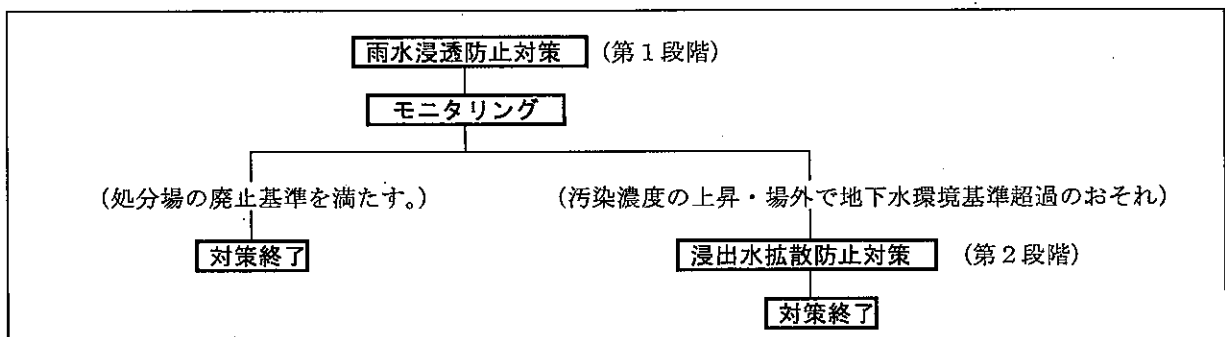 雨水浸透防止対策 (第1段階)
モニタリング
(処分場の廃止基準を満たす。) (汚染濃度の上昇・場外で地下水環境基準超過のおそれ)
対策終了 浸出水拡散防止対策 (第2段階)
対策終了